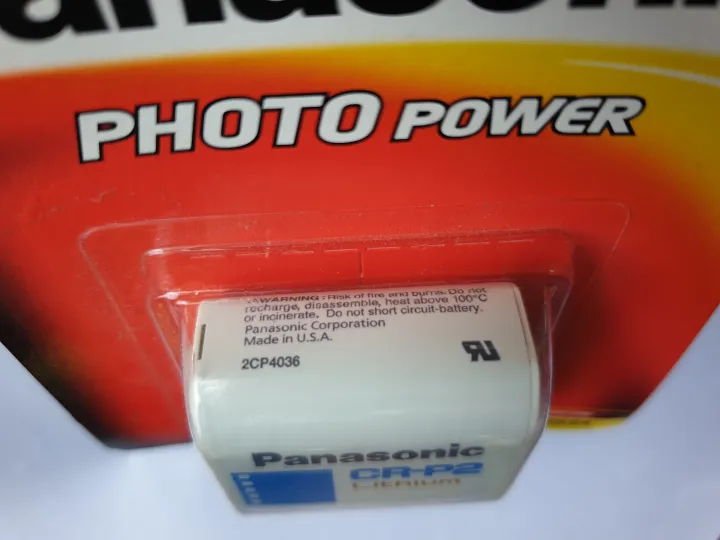 Panasonic
PHOTO POWER
⚠WARNING : Risk of fire and burns. Do not
recharge, disassemble, heat above 100°C
or incinerate. Do not short circuit-battery.
Panasonic Corporation
Made in U.S.A.
2CP4036
Panasonic
CR-P2
LITHIUM